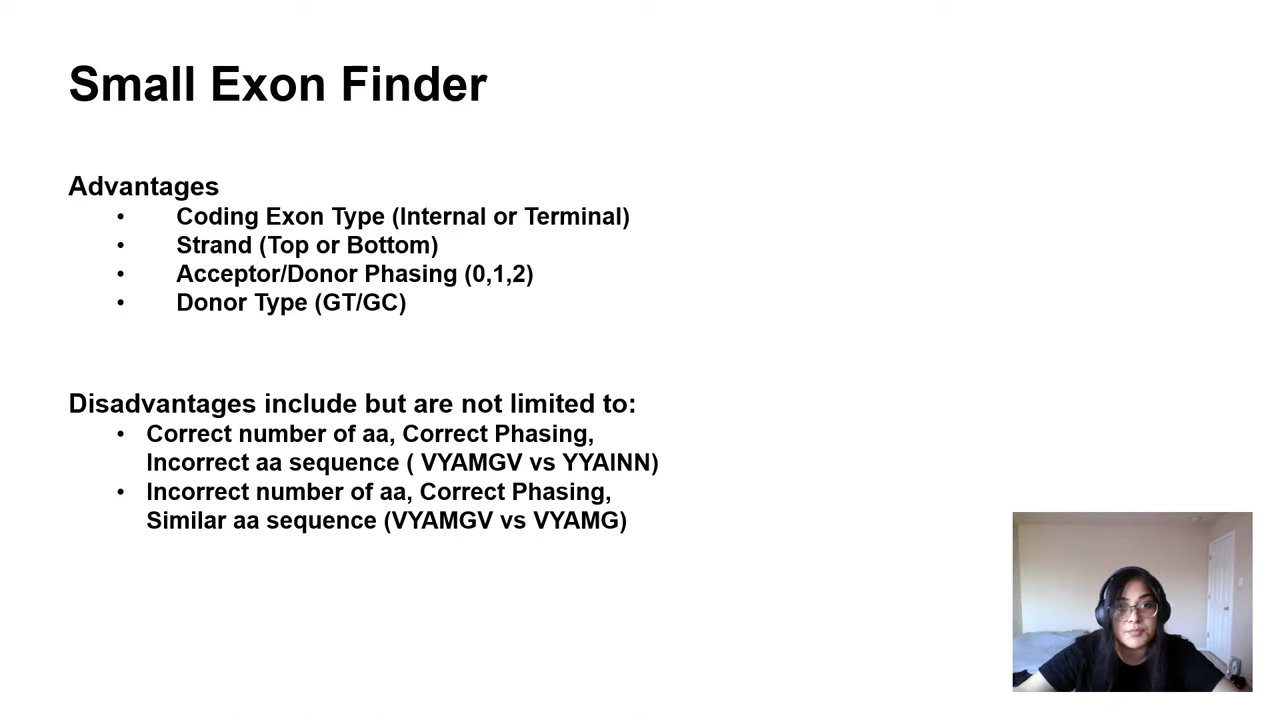 Small Exon Finder
Advantages
• Coding Exon Type (Internal or Terminal)
• Strand (Top or Bottom)
• Acceptor/Donor Phasing (0,1,2)
• Donor Type (GT/GC)
Disadvantages include but are not limited to:
• Correct number of aa, Correct Phasing,
Incorrect aa sequence ( VYAMGV vs YYAINN)
• Incorrect number of aa, Correct Phasing,
Similar aa sequence (VYAMGV vs VYAMG)